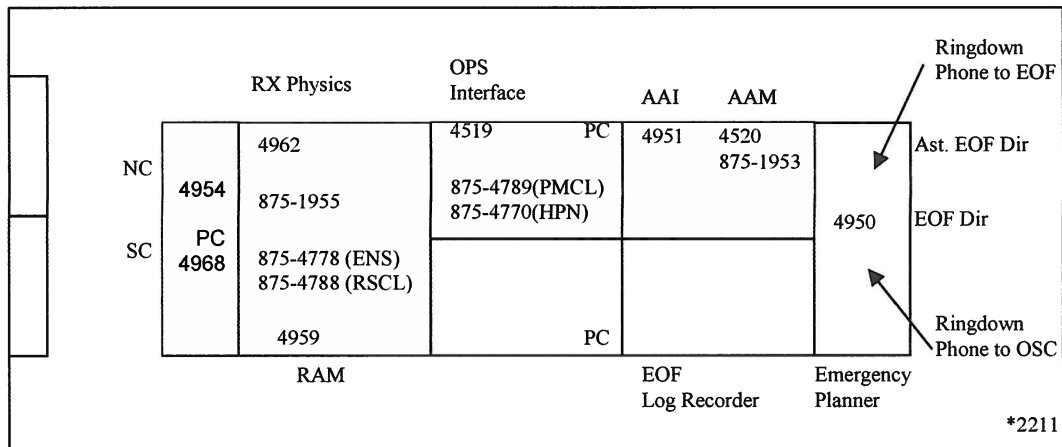 Ringdown
Phone to EOF
OPS
Interface
RX Physics
AAI
AAM
4962
4519
PC
4951
4520
875-1953
Ast. EOF Dir
NC
4954
875-1955
875-4789(PMCL)
875-4770(HPN)
4950
EOF Dir
SC
PC
4968
875-4778 (ENS)
875-4788 (RSCL)
4959
PC
Ringdown
Phone to OSC
RAM
EOF
Log Recorder
Emergency
Planner
*2211